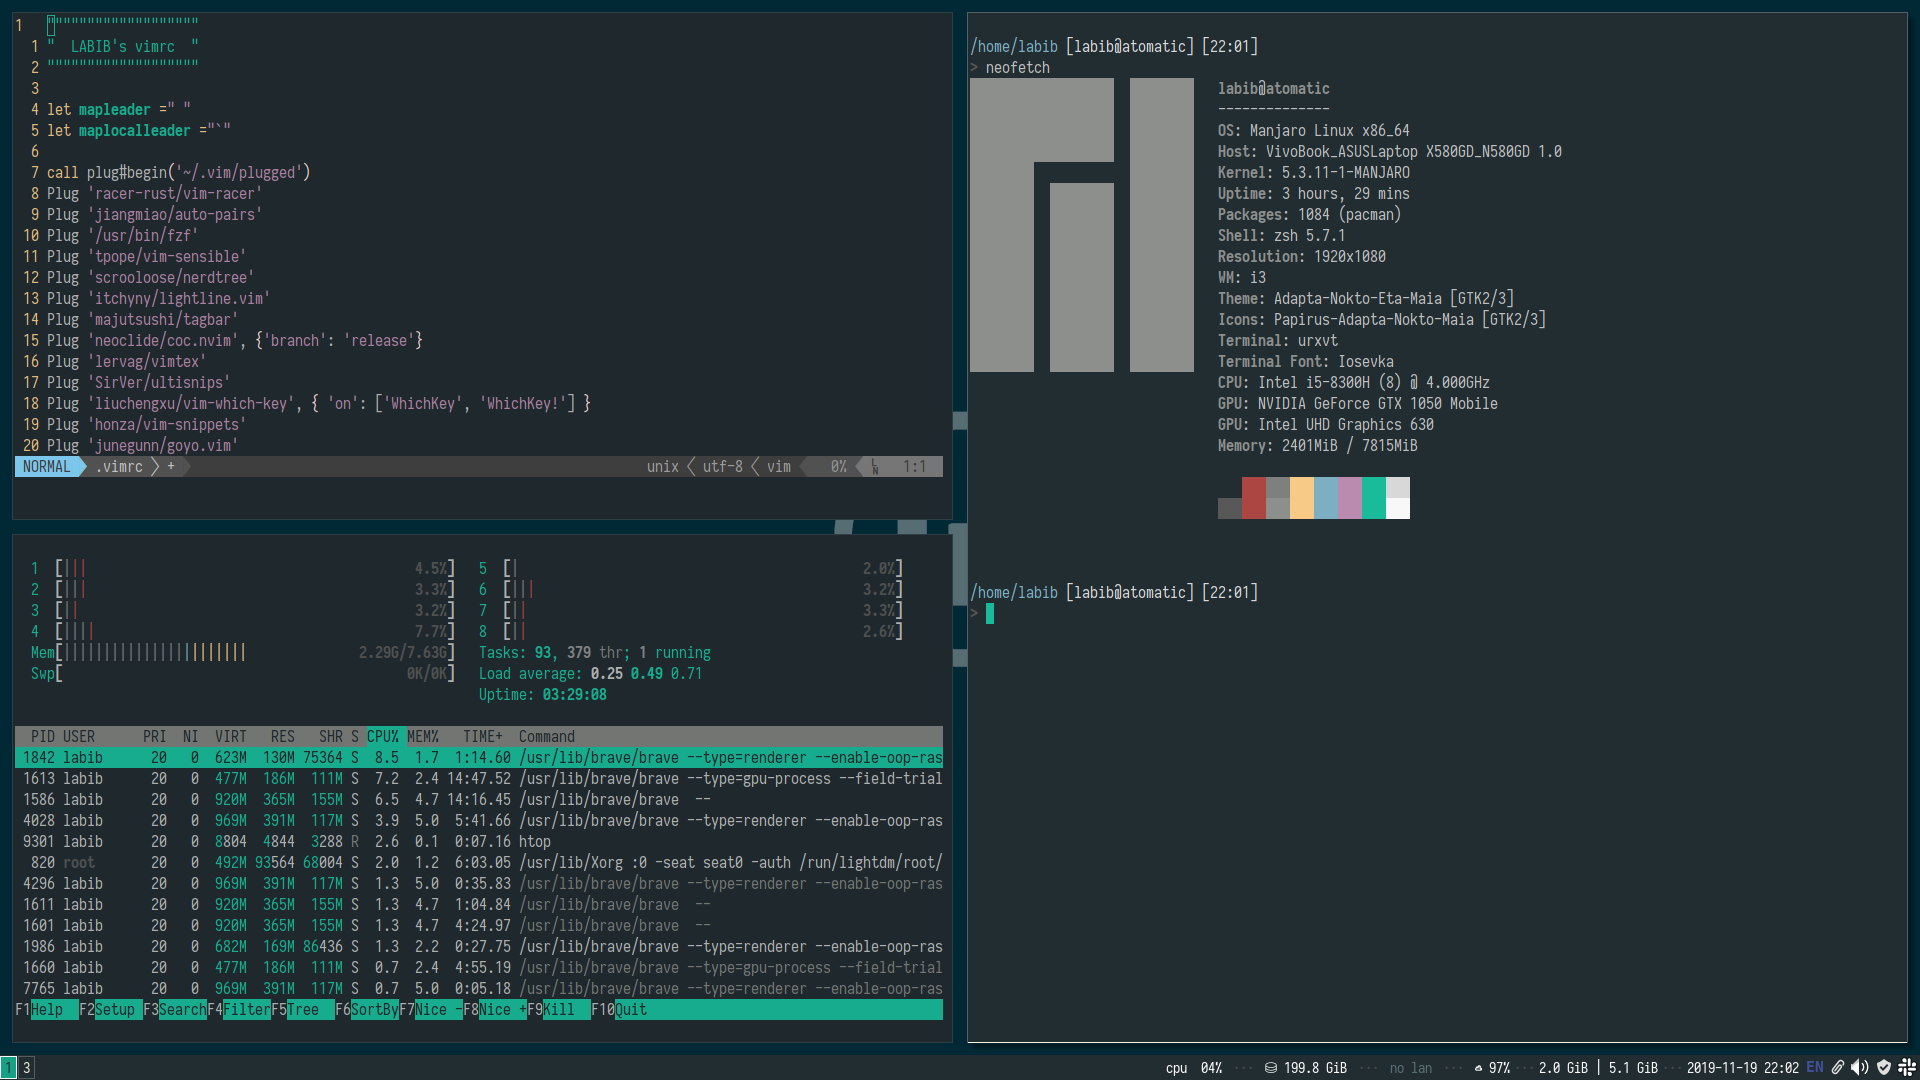 1 """"""""""""""""""""
1 "  LABIB's vimrc  "
2 """""""""""""""""""
3
4 let mapleader =" "
5 let maplocalleader ="`"
6
7 call plug#begin('~/.vim/plugged')
8 Plug 'racer-rust/vim-racer'
9 Plug 'jiangmiao/auto-pairs'
10 Plug '/usr/bin/fzf'
11 Plug 'tpope/vim-sensible'
12 Plug 'scrooloose/nerdtree'
13 Plug 'itchyny/lightline.vim'
14 Plug 'majutsushi/tagbar'
15 Plug 'neoclide/coc.nvim', {'branch': 'release'}
16 Plug 'lervag/vimtex'
17 Plug 'SirVer/ultisnips'
18 Plug 'liuchengxu/vim-which-key', { 'on': ['WhichKey', 'WhichKey!'] }
19 Plug 'honza/vim-snippets'
20 Plug 'junegunn/goyo.vim'
NORMAL .vimrc + unix utf-8 vim 0% LN 1:1
1 [||| 4.5%] 5 [| 2.0%]
2 [||| 3.3%] 6 [||| 3.2%]
3 [|| 3.2%] 7 [|| 3.3%]
4 [|||| 7.7%] 8 [|| 2.6%]
Mem[||||||||||||||||||||||| 2.29G/7.63G] Tasks: 93, 379 thr; 1 running
Swp[ 0K/0K] Load average: 0.25 0.49 0.71
Uptime: 03:29:08
PID USER PRI NI VIRT RES SHR S CPU% MEM% TIME+ Command
1842 labib 20 0 623M 130M 75364 S 8.5 1.7 1:14.60 /usr/lib/brave/brave --type=renderer --enable-oop-ras
1613 labib 20 0 477M 186M 111M S 7.2 2.4 14:47.52 /usr/lib/brave/brave --type=gpu-process --field-trial
1586 labib 20 0 920M 365M 155M S 6.5 4.7 14:16.45 /usr/lib/brave/brave --
4028 labib 20 0 969M 391M 117M S 3.9 5.0 5:41.66 /usr/lib/brave/brave --type=renderer --enable-oop-ras
9301 labib 20 0 8804 4844 3288 R 2.6 0.1 0:07.16 htop
820 root 20 0 492M 93564 68004 S 2.0 1.2 6:03.05 /usr/lib/Xorg :0 -seat seat0 -auth /run/lightdm/root/
4296 labib 20 0 969M 391M 117M S 1.3 5.0 0:35.83 /usr/lib/brave/brave --type=renderer --enable-oop-ras
1611 labib 20 0 920M 365M 155M S 1.3 4.7 1:04.84 /usr/lib/brave/brave --
1601 labib 20 0 920M 365M 155M S 1.3 4.7 4:24.97 /usr/lib/brave/brave --
1986 labib 20 0 682M 169M 86436 S 1.3 2.2 0:27.75 /usr/lib/brave/brave --type=renderer --enable-oop-ras
1660 labib 20 0 477M 186M 111M S 0.7 2.4 4:55.19 /usr/lib/brave/brave --type=gpu-process --field-trial
7765 labib 20 0 969M 391M 117M S 0.7 5.0 0:05.18 /usr/lib/brave/brave --type=renderer --enable-oop-ras
F1Help F2Setup F3SearchF4FilterF5Tree F6SortByF7Nice -F8Nice +F9Kill F10Quit
/home/labib [labib@atomatic] [22:01]
> neofetch
labib@atomatic
--------------
OS: Manjaro Linux x86_64
Host: VivoBook_ASUSLaptop X580GD_N580GD 1.0
Kernel: 5.3.11-1-MANJARO
Uptime: 3 hours, 29 mins
Packages: 1084 (pacman)
Shell: zsh 5.7.1
Resolution: 1920x1080
WM: i3
Theme: Adapta-Nokto-Eta-Maia [GTK2/3]
Icons: Papirus-Adapta-Nokto-Maia [GTK2/3]
Terminal: urxvt
Terminal Font: Iosevka
CPU: Intel i5-8300H (8) @ 4.000GHz
GPU: NVIDIA GeForce GTX 1050 Mobile
GPU: Intel UHD Graphics 630
Memory: 2401MiB / 7815MiB
/home/labib [labib@atomatic] [22:01]
>
1 3 cpu 04% ··· 199.8 GiB ··· no lan ··· 97% ··· 2.0 GiB | 5.1 GiB ··· 2019-11-19 22:02 EN